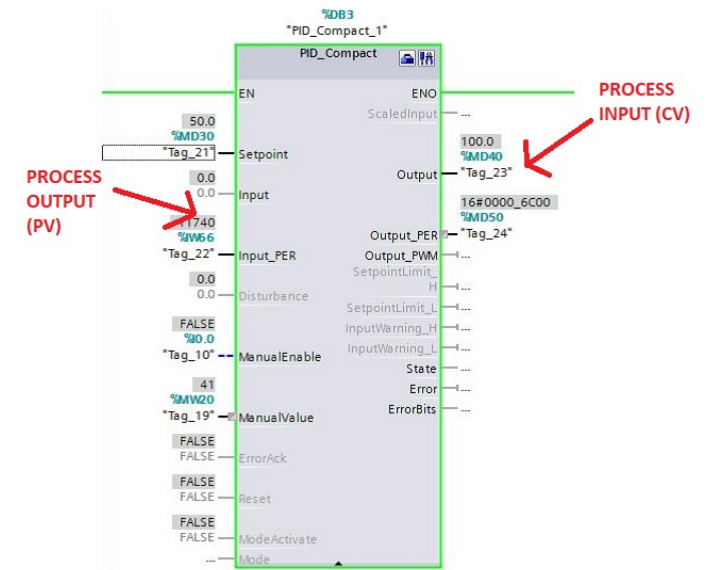 %DB3
"PID_Compact_1"
PID_Compact
EN
ENO
PROCESS
INPUT (CV)
ScaledInput
...
50.0
%MD30
"Tag_21"
Setpoint
100.0
%MD40
"Tag_23"
Output
PROCESS
OUTPUT
(PV)
0.0
0.0
Input
16#0000_6C00
%MD50
"Tag_24"
Output_PER
11740
%IW66
"Tag_22"
Input_PER
Output_PWM
...
SetpointLimit_
H
...
0.0
0.0
Disturbance
SetpointLimit_L
...
InputWarning_H
...
InputWarning_L
...
FALSE
%I0.0
"Tag_10"
ManualEnable
State
...
Error
...
ErrorBits
...
41
%MW20
"Tag_19"
ManualValue
FALSE
FALSE
ErrorAck
FALSE
FALSE
Reset
FALSE
FALSE
ModeActivate
...
Mode